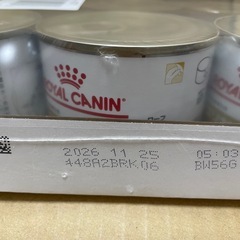 ROYAL CANIN
2026 11 25 05:03
448A2BRK 06 BW56G